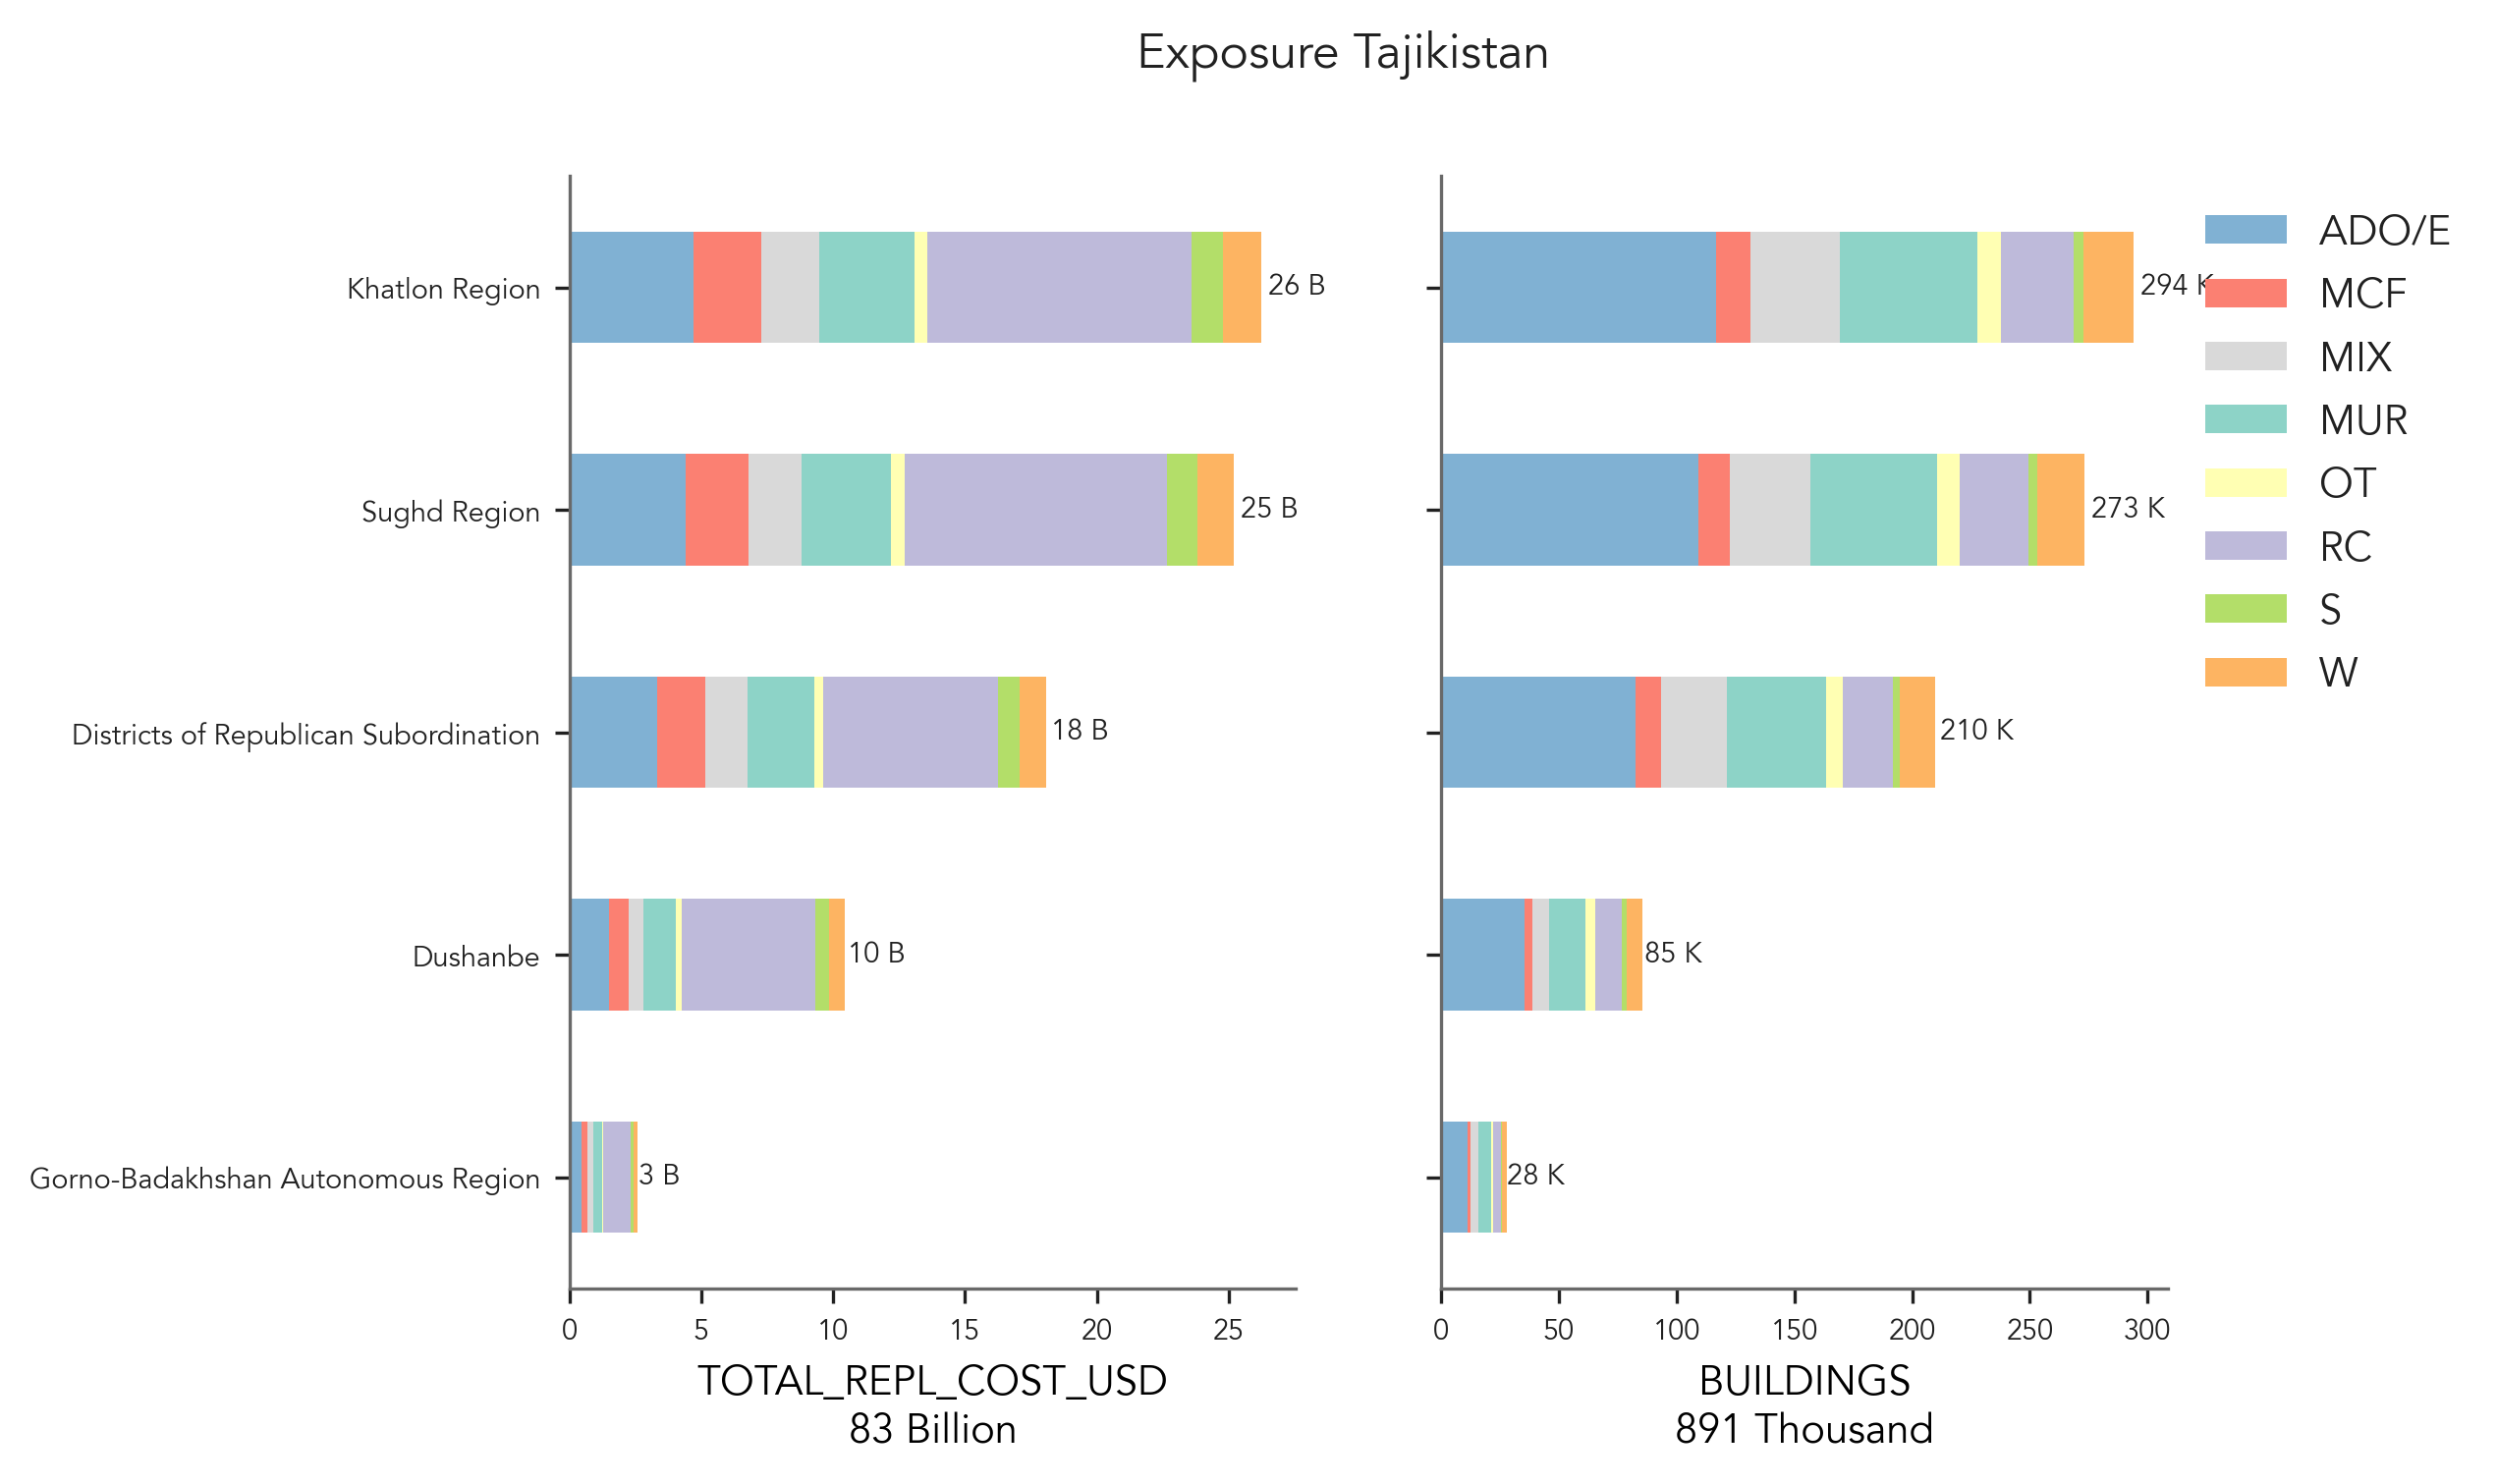 Exposure Tajikistan
Khatlon Region
Sughd Region
Districts of Republican Subordination
Dushanbe
Gorno-Badakhshan Autonomous Region
26 B
25 B
18 B
10 B
3 B
0 5 10 15 20 25
TOTAL_REPL_COST_USD
83 Billion
294 K
273 K
210 K
85 K
28 K
0 50 100 150 200 250 300
BUILDINGS
891 Thousand
ADO/E
MCF
MIX
MUR
OT
RC
S
W